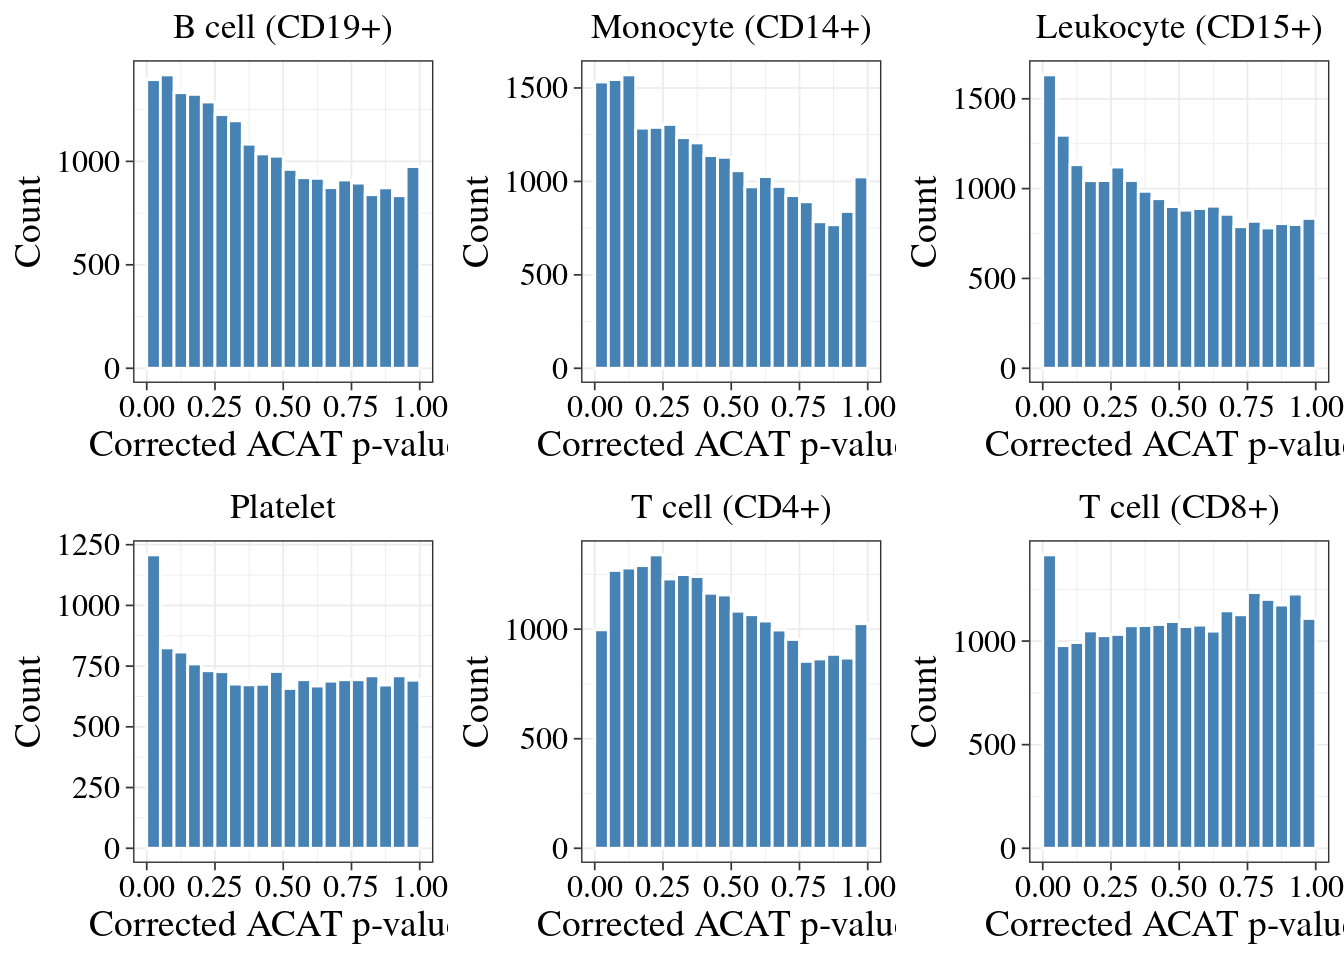 B cell (CD19+)
Monocyte (CD14+)
Leukocyte (CD15+)
Count
1000
500
0
0.00 0.25 0.50 0.75 1.00
Corrected ACAT p-valu
Count
1500
1000
500
0
0.00 0.25 0.50 0.75 1.00
Corrected ACAT p-valu
Count
1500
1000
500
0
0.00 0.25 0.50 0.75 1.00
Corrected ACAT p-valu
Platelet
T cell (CD4+)
T cell (CD8+)
Count
1250
1000
750
500
250
0
0.00 0.25 0.50 0.75 1.00
Corrected ACAT p-valu
Count
1000
500
0
0.00 0.25 0.50 0.75 1.00
Corrected ACAT p-valu
Count
1000
500
0
0.00 0.25 0.50 0.75 1.00
Corrected ACAT p-valu